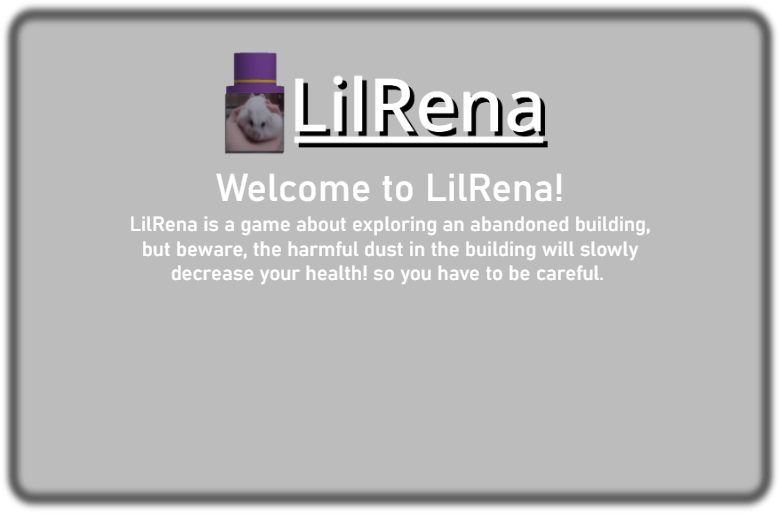 LilRena
Welcome to LilRena!
LilRena is a game about exploring an abandoned building,
but beware, the harmful dust in the building will slowly
decrease your health! so you have to be careful.